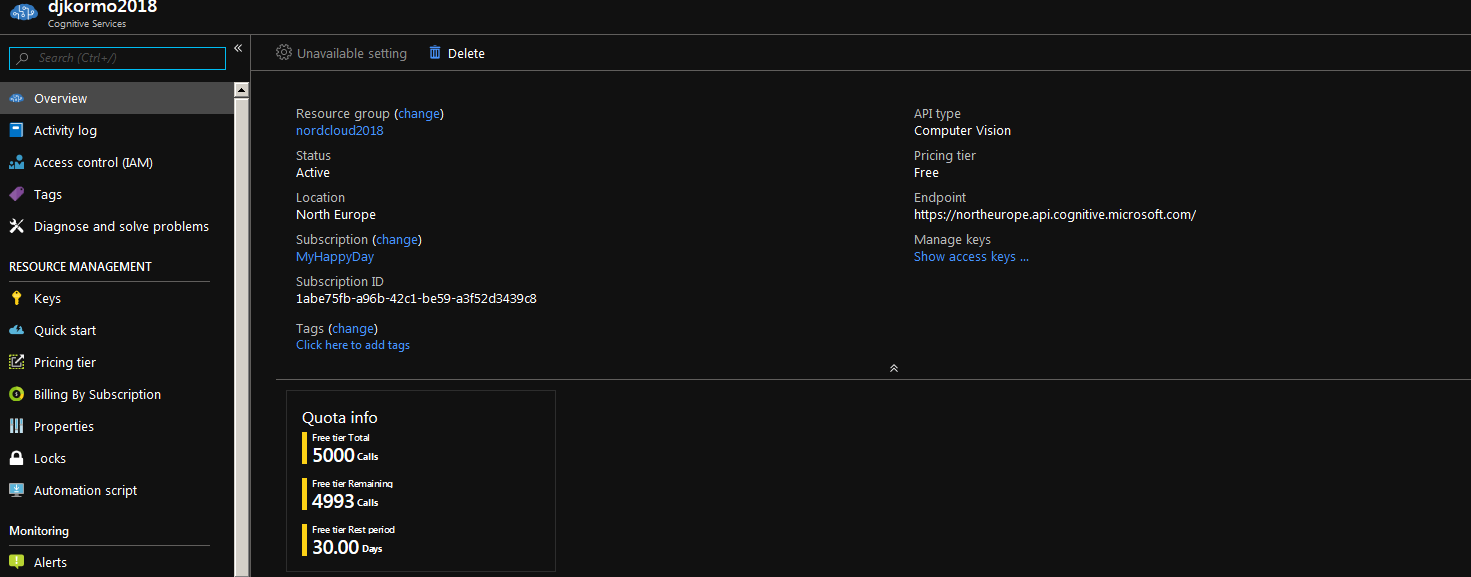 djkormo2018
Cognitive Services
Search (Ctrl+/)
«
Overview
Activity log
Access control (IAM)
Tags
Diagnose and solve problems
RESOURCE MANAGEMENT
Keys
Quick start
Pricing tier
Billing By Subscription
Properties
Locks
Automation script
Monitoring
Alerts
Unavailable setting
Delete
Resource group (change)
nordcloud2018
Status
Active
Location
North Europe
Subscription (change)
MyHappyDay
Subscription ID
1abe75fb-a96b-42c1-be59-a3f52d3439c8
Tags (change)
Click here to add tags
API type
Computer Vision
Pricing tier
Free
Endpoint
https://northeurope.api.cognitive.microsoft.com/
Manage keys
Show access keys ...
Quota info
Free tier Total
5000 Calls
Free tier Remaining
4993 Calls
Free tier Rest period
30.00 Days